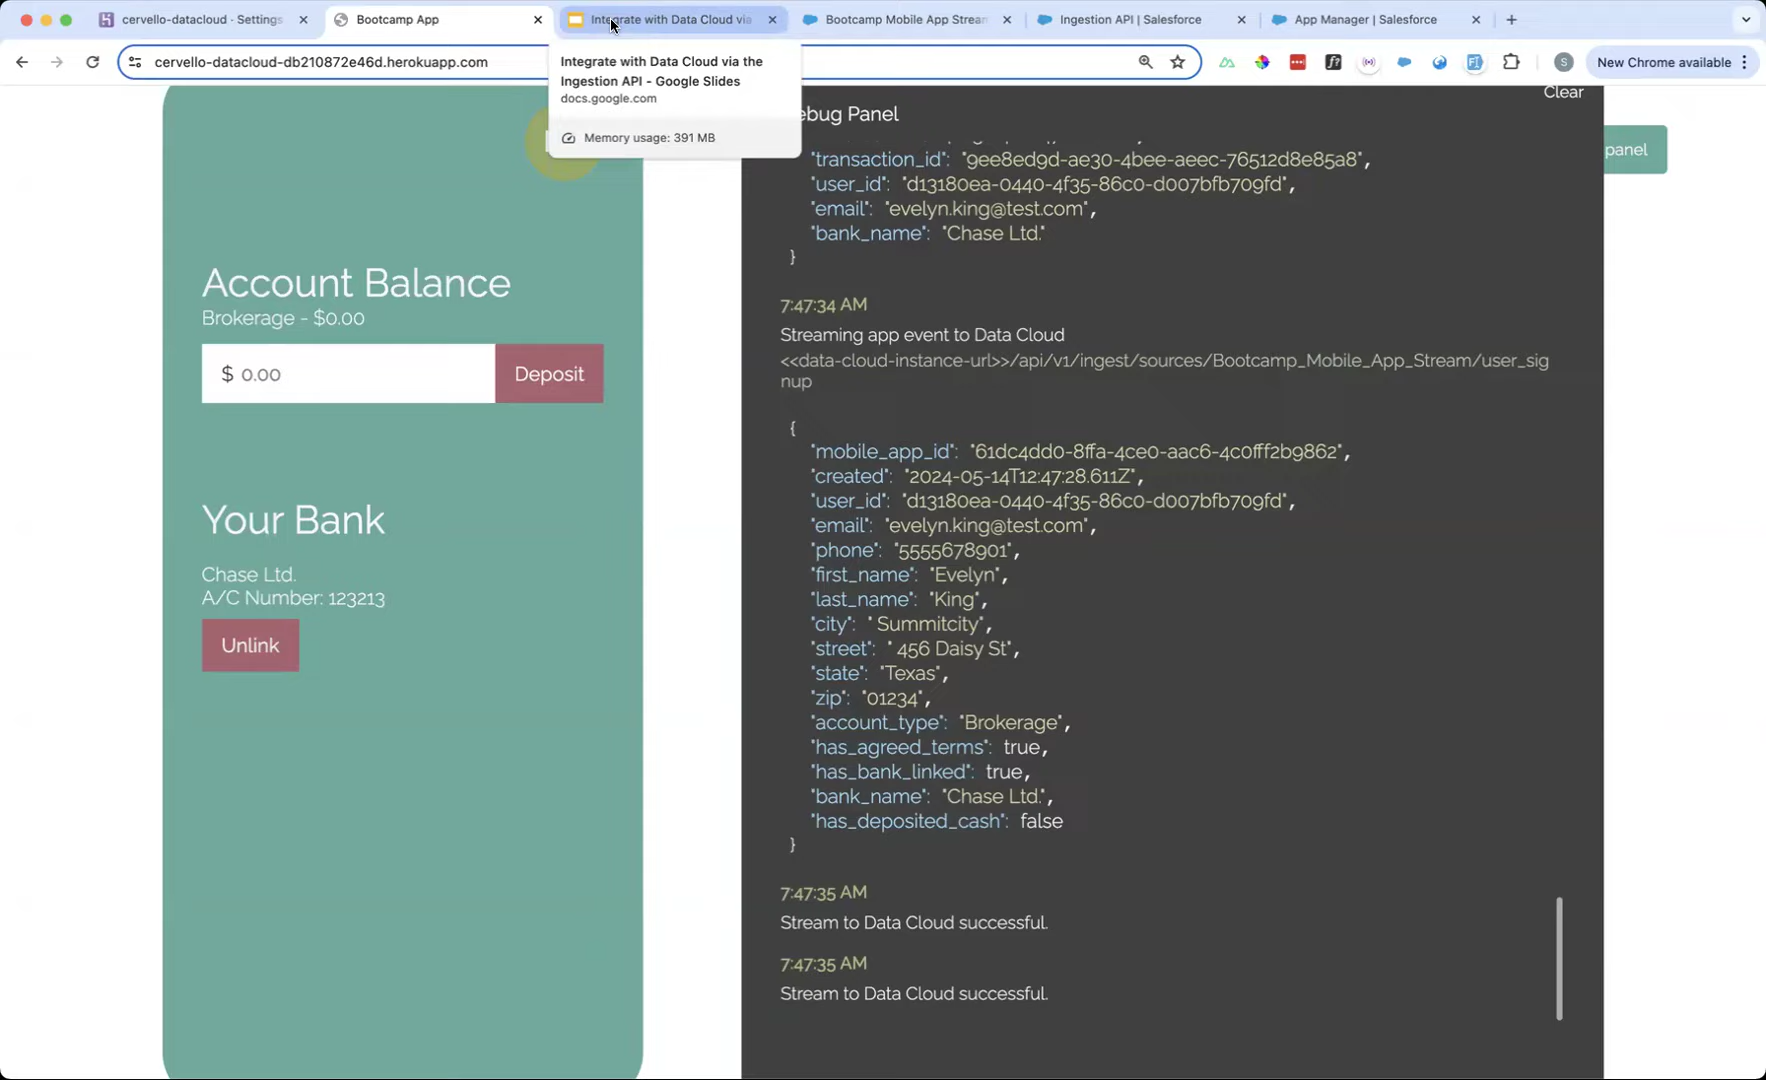 cervello-datacloud · Settings
Bootcamp App
Integrate with Data Cloud via
Bootcamp Mobile App Stream
Ingestion API | Salesforce
App Manager | Salesforce
cervello-datacloud-db210872e46d.herokuapp.com
S
New Chrome available
Integrate with Data Cloud via the
Ingestion API - Google Slides
docs.google.com
Memory usage: 391 MB
Clear
ebug Panel
panel
"transaction_id": "9ee8ed9d-ae30-4bee-aeec-76512d8e85a8",
"user_id": "d13180ea-0440-4f35-86c0-d007bfb709fd",
"email": "evelyn.king@test.com",
"bank_name": "Chase Ltd."
}
7:47:34 AM
Streaming app event to Data Cloud
<<data-cloud-instance-url>>/api/v1/ingest/sources/Bootcamp_Mobile_App_Stream/user_sig
nup
{
"mobile_app_id": "61dc4dd0-8ffa-4ce0-aac6-4c0fff2b9862",
"created": "2024-05-14T12:47:28.611Z",
"user_id": "d13180ea-0440-4f35-86c0-d007bfb709fd",
"email": "evelyn.king@test.com",
"phone": "5555678901",
"first_name": "Evelyn",
"last_name": "King",
"city": " Summitcity",
"street": " 456 Daisy St",
"state": "Texas",
"zip": "01234",
"account_type": "Brokerage",
"has_agreed_terms": true,
"has_bank_linked": true,
"bank_name": "Chase Ltd.",
"has_deposited_cash": false
}
7:47:35 AM
Stream to Data Cloud successful.
7:47:35 AM
Stream to Data Cloud successful.
Account Balance
Brokerage - $0.00
$ 0.00
Deposit
Your Bank
Chase Ltd.
A/C Number: 123213
Unlink